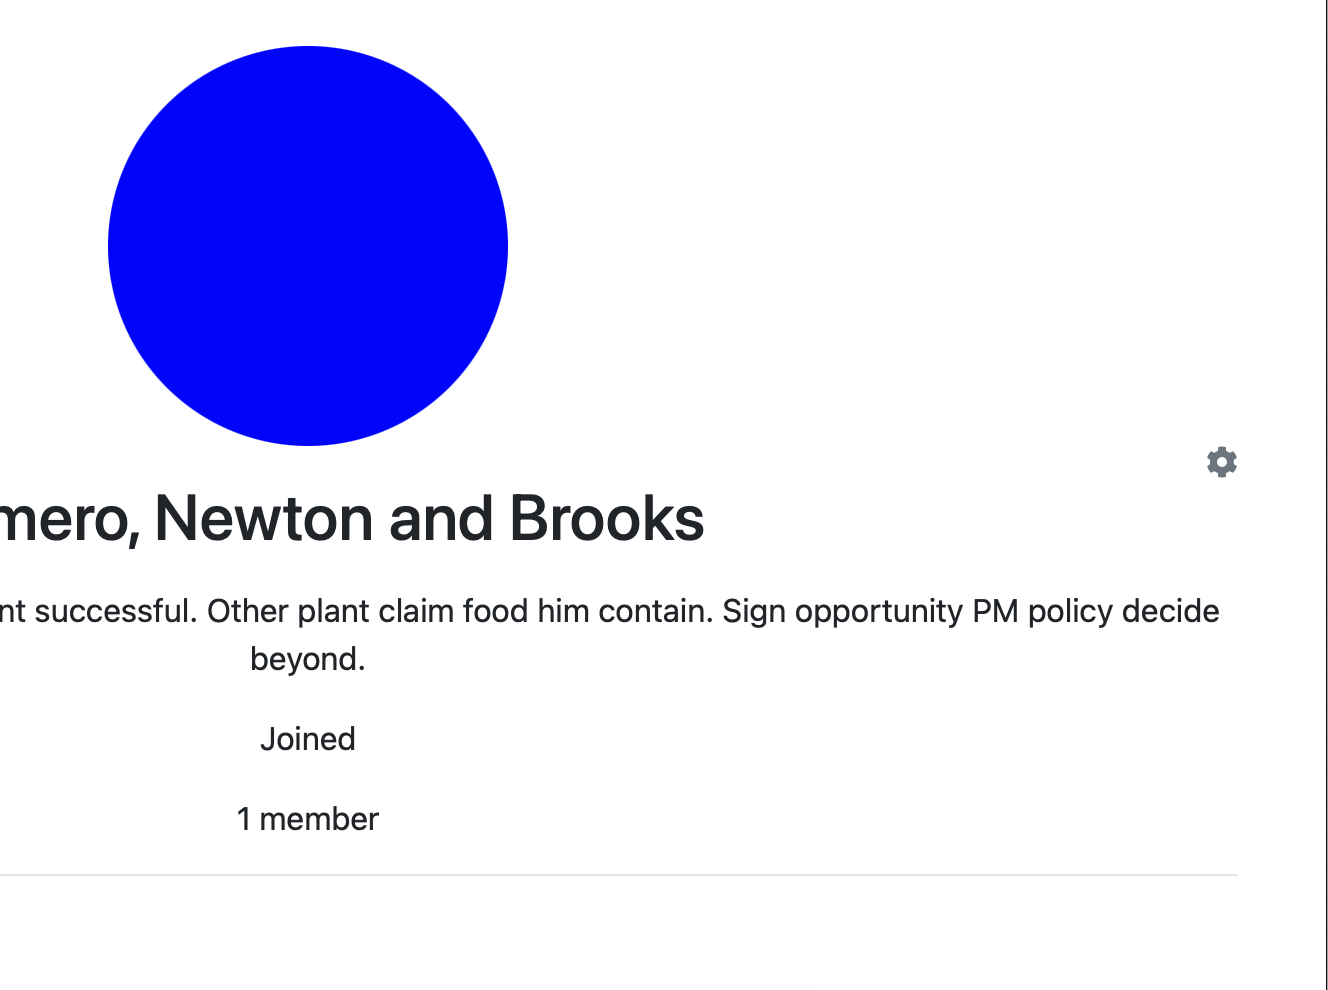 mero, Newton and Brooks
nt successful. Other plant claim food him contain. Sign opportunity PM policy decide
beyond.
Joined
1 member